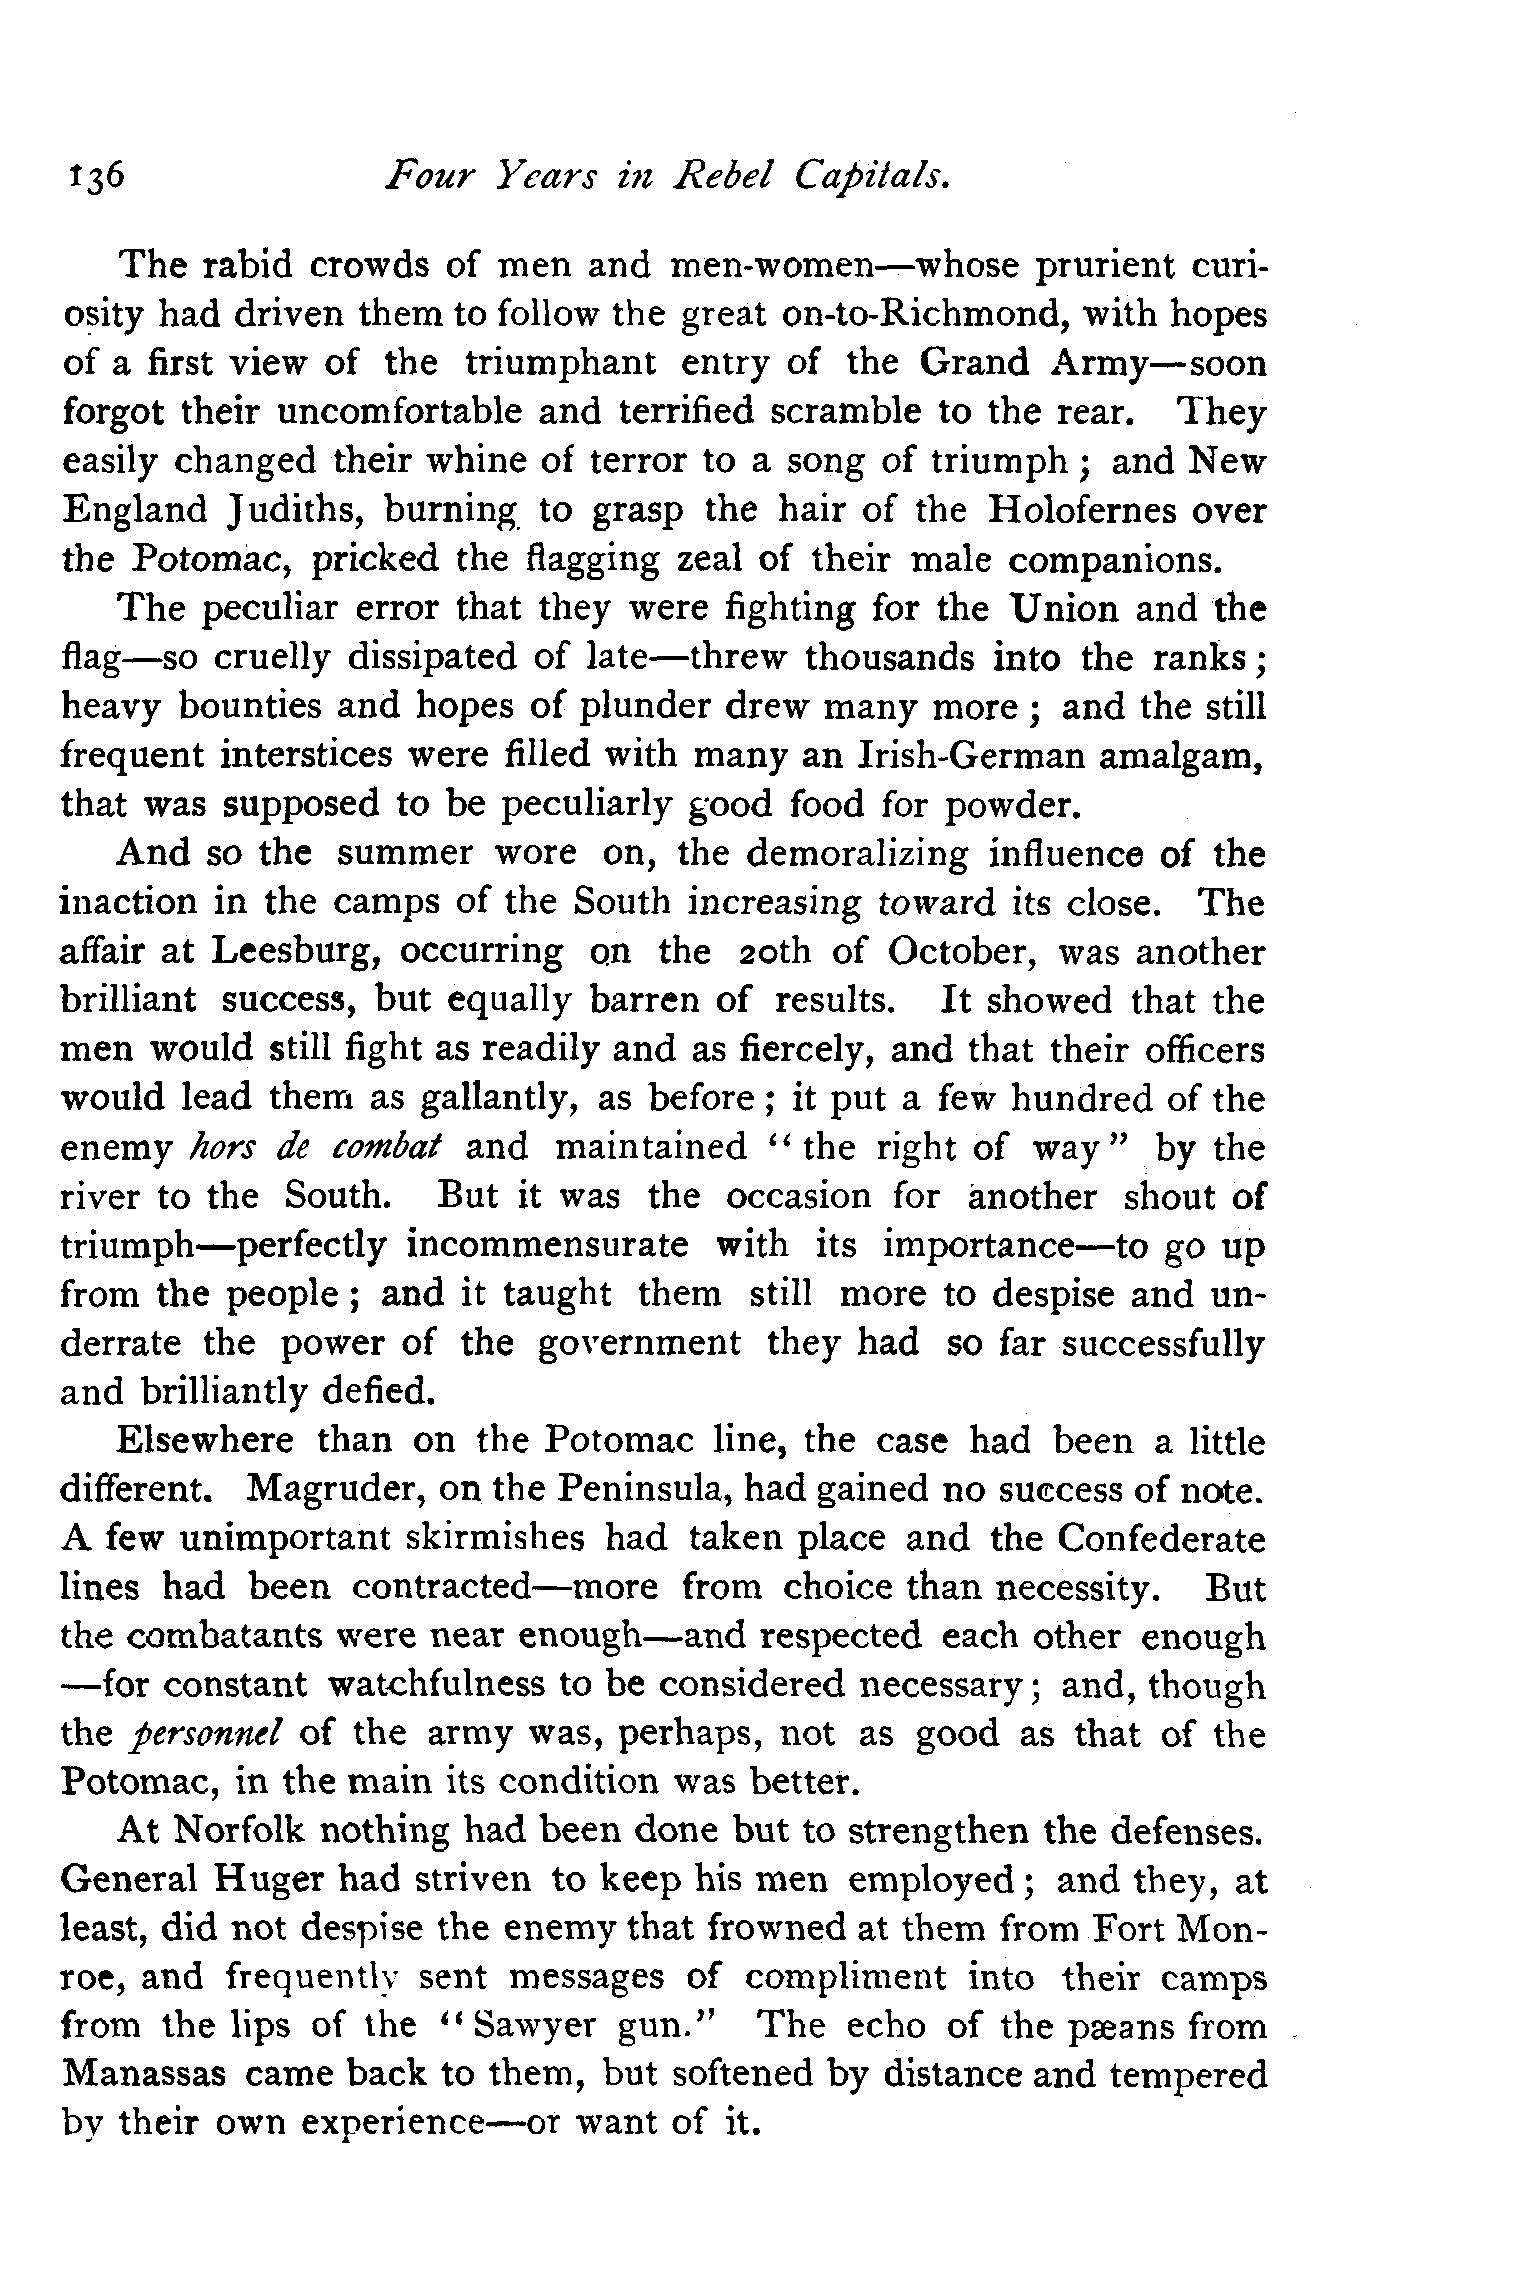 136 Four Years in Rebel Capitals.
The rabid crowds of men and men-women—whose prurient curi-
osity had driven them to follow the great on-to-Richmond, with hopes
of a first view of the triumphant entry of the Grand Army—soon
forgot their uncomfortable and terrified scramble to the rear. They
easily changed their whine of terror to a song of triumph ; and New
England Judiths, burning to grasp the hair of the Holofernes over
the Potomac, pricked the flagging zeal of their male companions.
The peculiar error that they were fighting for the Union and the
flag—so cruelly dissipated of late—threw thousands into the ranks ;
heavy bounties and hopes of plunder drew many more ; and the still
frequent interstices were filled with many an Irish-German amalgam,
that was supposed to be peculiarly good food for powder.
And so the summer wore on, the demoralizing influence of the
inaction in the camps of the South increasing toward its close. The
affair at Leesburg, occurring on the 20th of October, was another
brilliant success, but equally barren of results. It showed that the
men would still fight as readily and as fiercely, and that their officers
would lead them as gallantly, as before ; it put a few hundred of the
enemy hors de combat and maintained “ the right of way ” by the
river to the South. But it was the occasion for another shout of
triumph—perfectly incommensurate with its importance—to go up
from the people ; and it taught them still more to despise and un-
derrate the power of the government they had so far successfully
and brilliantly defied.
Elsewhere than on the Potomac line, the case had been a little
different. Magruder, on the Peninsula, had gained no success of note.
A few unimportant skirmishes had taken place and the Confederate
lines had been contracted—more from choice than necessity. But
the combatants were near enough—and respected each other enough
—for constant watchfulness to be considered necessary ; and, though
the personnel of the army was, perhaps, not as good as that of the
Potomac, in the main its condition was better.
At Norfolk nothing had been done but to strengthen the defenses.
General Huger had striven to keep his men employed ; and they, at
least, did not despise the enemy that frowned at them from Fort Mon-
roe, and frequently sent messages of compliment into their camps
from the lips of the “ Sawyer gun.” The echo of the pæans from
Manassas came back to them, but softened by distance and tempered
by their own experience—or want of it.